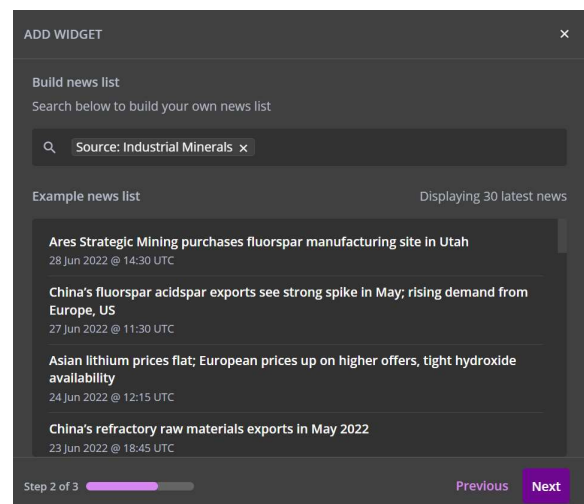 ADD WIDGET ×
Build news list
Search below to build your own news list
Source: Industrial Minerals ×
Example news list Displaying 30 latest news
Ares Strategic Mining purchases fluorspar manufacturing site in Utah
28 Jun 2022 @ 14:30 UTC
China's fluorspar acidspar exports see strong spike in May; rising demand from
Europe, US
27 Jun 2022 @ 11:30 UTC
Asian lithium prices flat; European prices up on higher offers, tight hydroxide
availability
24 Jun 2022 @ 12:15 UTC
China's refractory raw materials exports in May 2022
23 Jun 2022 @ 18:45 UTC
Step 2 of 3 Previous Next